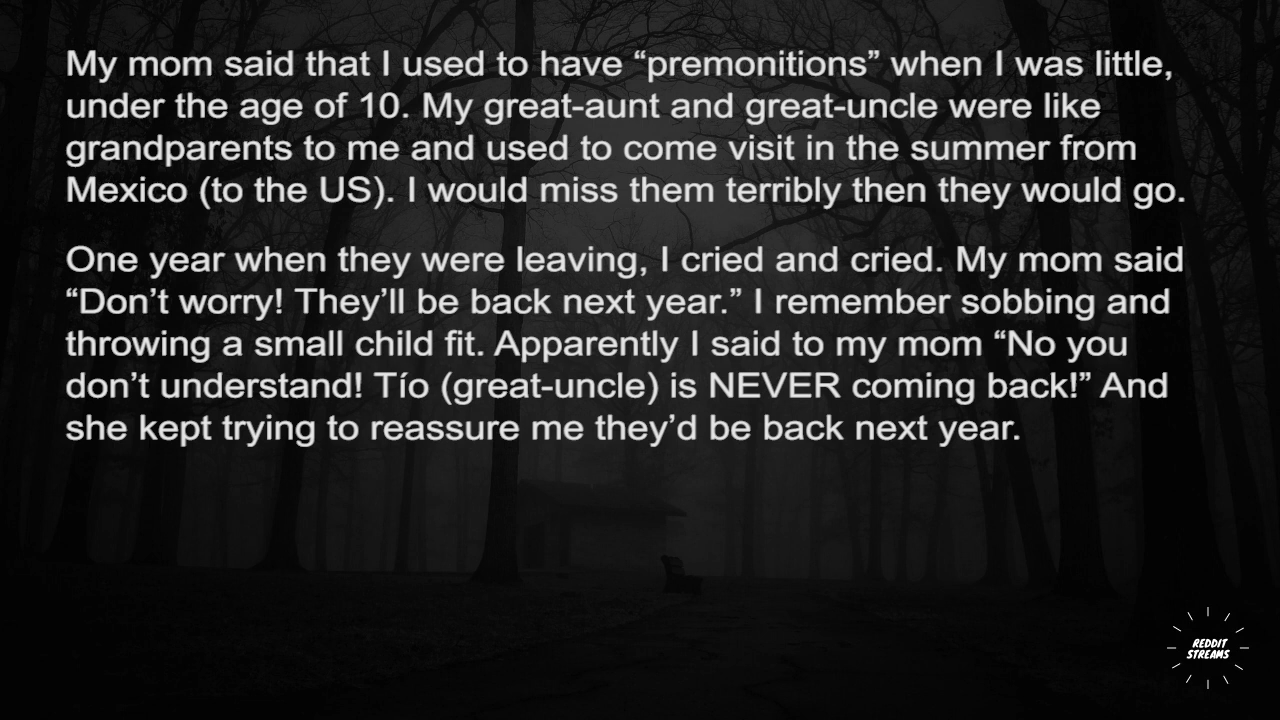 My mom said that I used to have “premonitions” when I was little,
under the age of 10. My great-aunt and great-uncle were like
grandparents to me and used to come visit in the summer from
Mexico (to the US). I would miss them terribly then they would go.
One year when they were leaving, I cried and cried. My mom said
“Don’t worry! They’ll be back next year.” I remember sobbing and
throwing a small child fit. Apparently I said to my mom “No you
don’t understand! Tío (great-uncle) is NEVER coming back!” And
she kept trying to reassure me they’d be back next year.
REDDIT
STREAMS